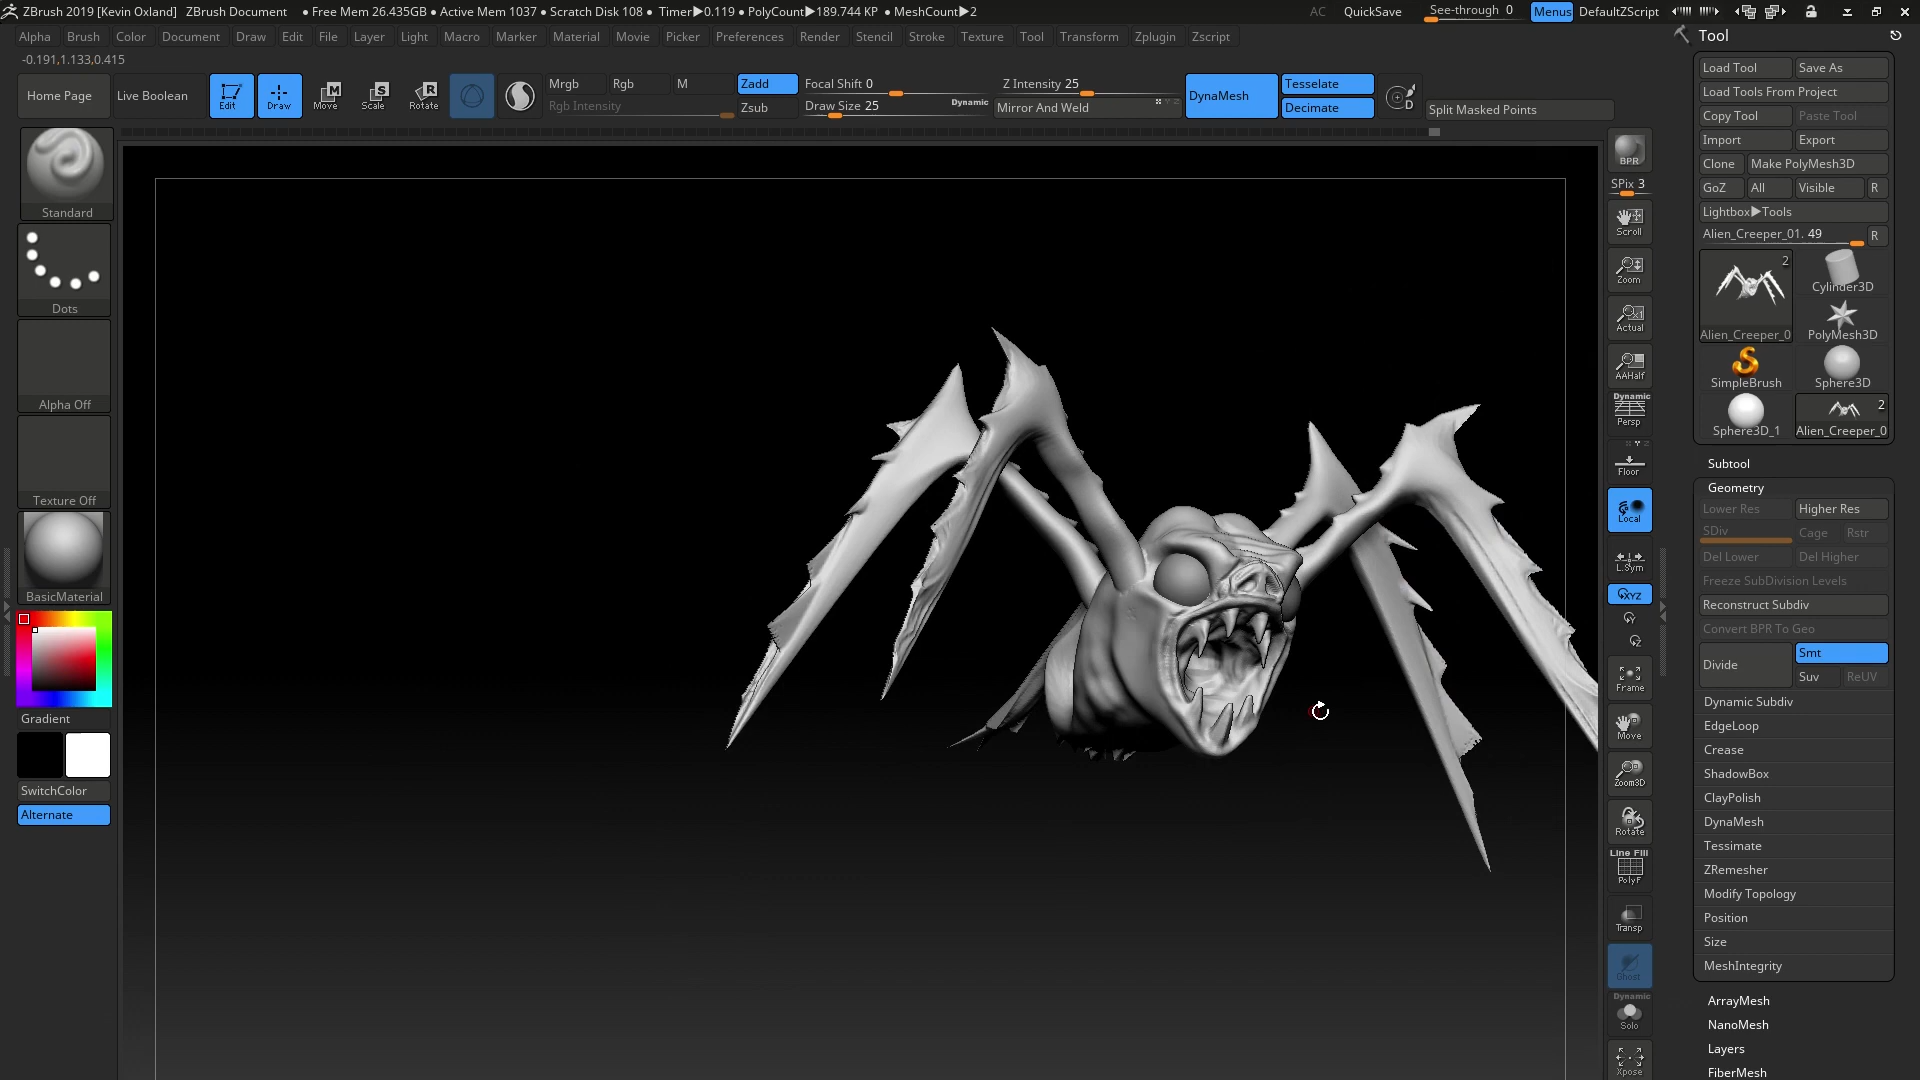 ZBrush 2019 [Kevin Oxland] ZBrush Document ● Free Mem 26.435GB ● Active Mem 1037 ● Scratch Disk 108 ● Timer▶0.119 ● PolyCount▶189.744 KP ● MeshCount▶2 AC QuickSave See-through 0 Menus DefaultZScript
Alpha Brush Color Document Draw Edit File Layer Light Macro Marker Material Movie Picker Preferences Render Stencil Stroke Texture Tool Transform Zplugin Zscript
-0.191,1.133,0.415
Home Page Live Boolean Edit Draw Move Scale Rotate
Mrgb Rgb M Zadd Focal Shift 0 Z Intensity 25
Rgb Intensity Zsub Draw Size 25 Dynamic Mirror And Weld
DynaMesh Tesselate
Decimate
D
Split Masked Points
Standard
Dots
Alpha Off
Texture Off
BasicMaterial
Gradient
SwitchColor
Alternate
BPR
SPix 3
Scroll
Zoom
Actual
AAHalf
Dynamic
Persp
Floor
Local
L.Sym
XYZ
Y
Z
Frame
Move
Zoom3D
Rotate
Line Fill
PolyF
Transp
Ghost
Dynamic
Solo
Xpose
Tool
Load Tool Save As
Load Tools From Project
Copy Tool Paste Tool
Import Export
Clone Make PolyMesh3D
GoZ All Visible R
Lightbox▶Tools
Alien_Creeper_01. 49 R
2
Alien_Creeper_0
Cylinder3D
PolyMesh3D
SimpleBrush Sphere3D
2
Sphere3D_1 Alien_Creeper_0
Subtool
Geometry
Lower Res Higher Res
SDiv Cage Rstr
Del Lower Del Higher
Freeze SubDivision Levels
Reconstruct Subdiv
Convert BPR To Geo
Divide Smt
Suv ReUV
Dynamic Subdiv
EdgeLoop
Crease
ShadowBox
ClayPolish
DynaMesh
Tessimate
ZRemesher
Modify Topology
Position
Size
MeshIntegrity
ArrayMesh
NanoMesh
Layers
FiberMesh